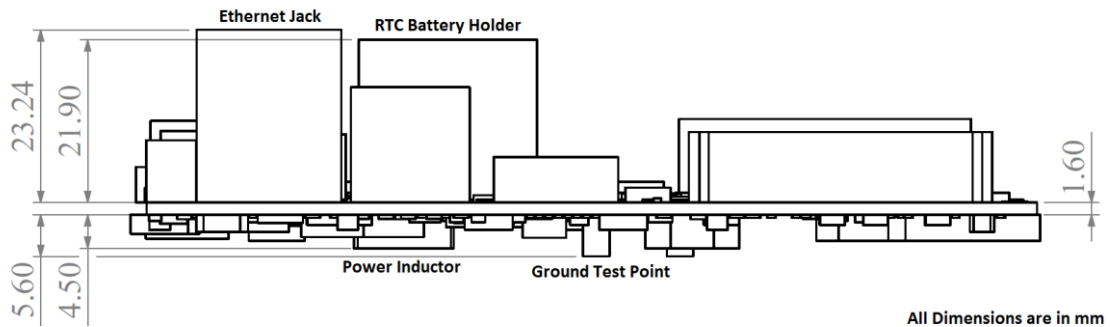 Ethernet Jack
RTC Battery Holder
23.24
21.90
1.60
5.60
4.50
Power Inductor
Ground Test Point
All Dimensions are in mm